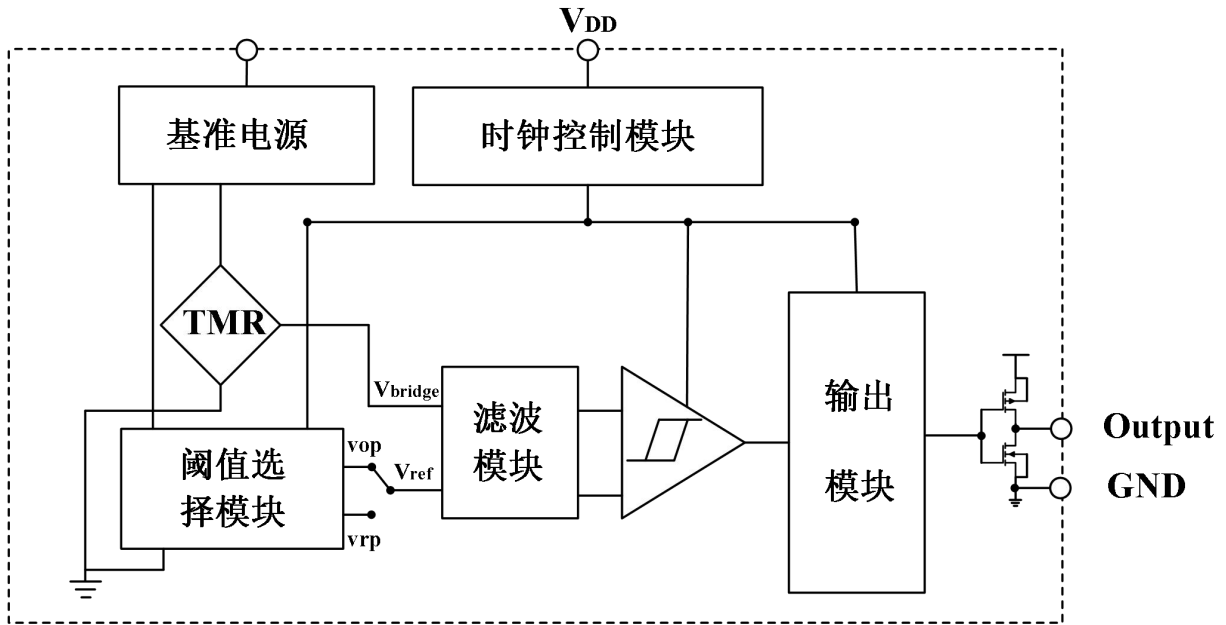 VDD
基准电源
时钟控制模块
TMR
Vbridge
滤波
模块
阈值选
择模块
vop
Vref
vrp
输出
模块
Output
GND